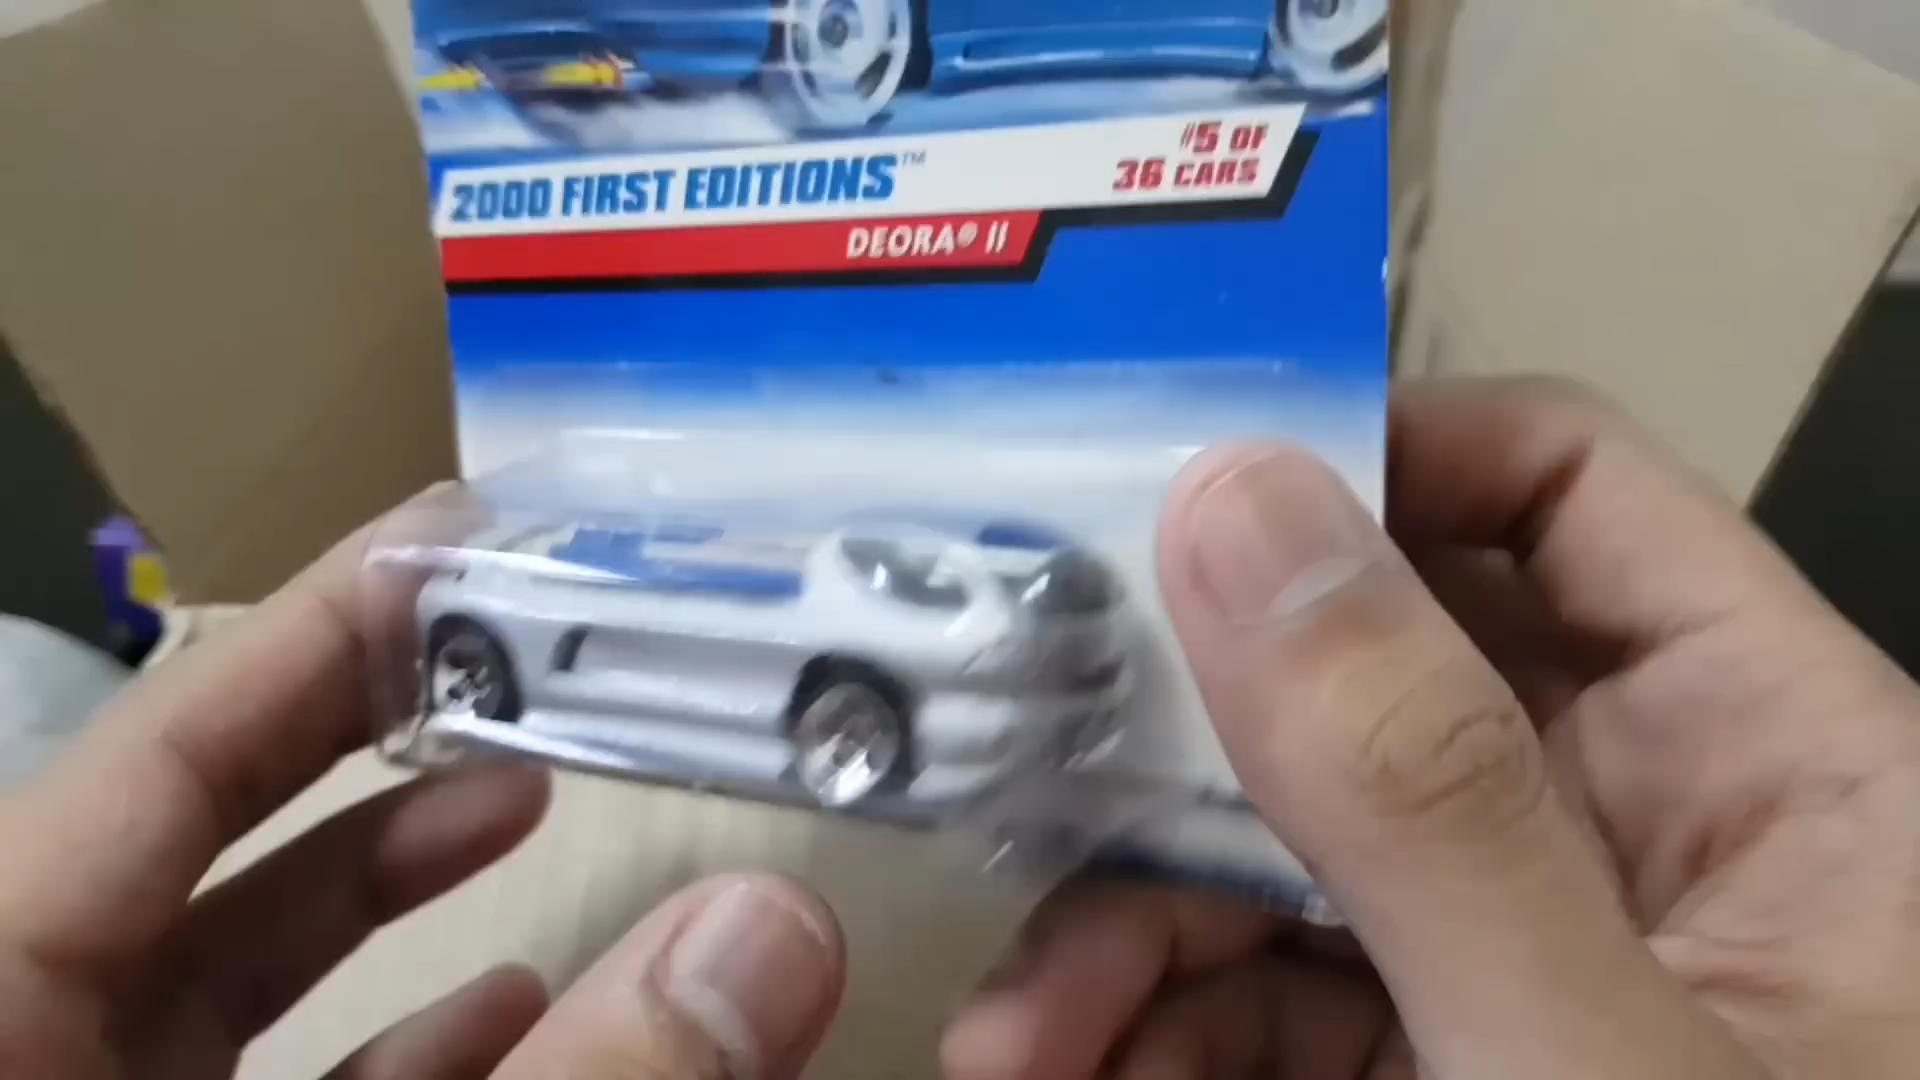 2000 FIRST EDITIONS™
#5 OF
36 CARS
DEORA® II